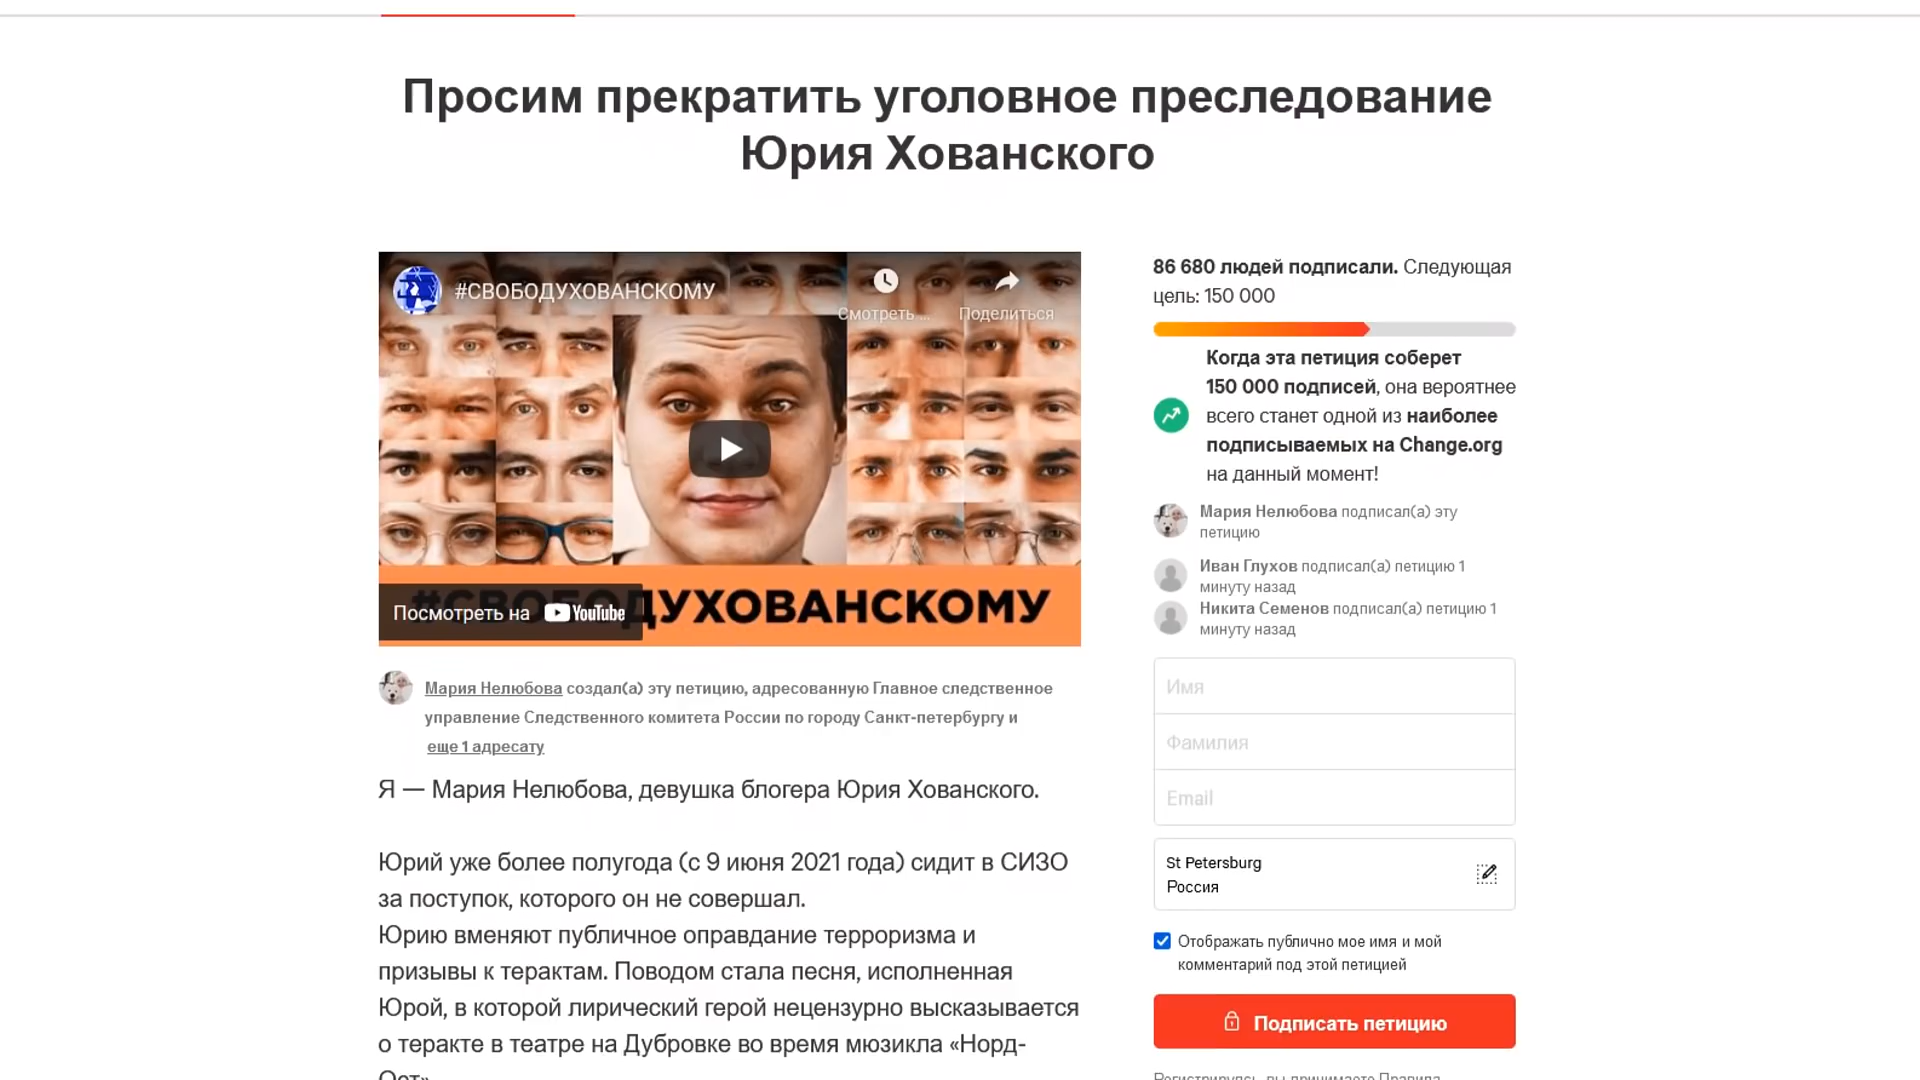 Просим прекратить уголовное преследование
Юрия Хованского
#СВОБОДУХОВАНСКОМУ
Смотреть ...
Поделиться
ДУХОВАНСКОМУ
Посмотреть на YouTube
Мария Нелюбова создал(а) эту петицию, адресованную Главное следственное
управление Следственного комитета России по городу Санкт-петербургу и
еще 1 адресату
Я — Мария Нелюбова, девушка блогера Юрия Хованского.
Юрий уже более полугода (с 9 июня 2021 года) сидит в СИЗО
за поступок, которого он не совершал.
Юрию вменяют публичное оправдание терроризма и
призывы к терактам. Поводом стала песня, исполненная
Юрой, в которой лирический герой нецензурно высказывается
о теракте в театре на Дубровке во время мюзикла «Норд-
Ост».
86 680 людей подписали. Следующая
цель: 150 000
Когда эта петиция соберет
150 000 подписей, она вероятнее
всего станет одной из наиболее
подписываемых на Change.org
на данный момент!
Мария Нелюбова подписал(а) эту
петицию
Иван Глухов подписал(а) петицию 1
минуту назад
Никита Семенов подписал(а) петицию 1
минуту назад
Имя
Фамилия
Email
St Petersburg
Россия
Отображать публично мое имя и мой
комментарий под этой петицией
Подписать петицию
Регистрируясь, вы принимаете Правила